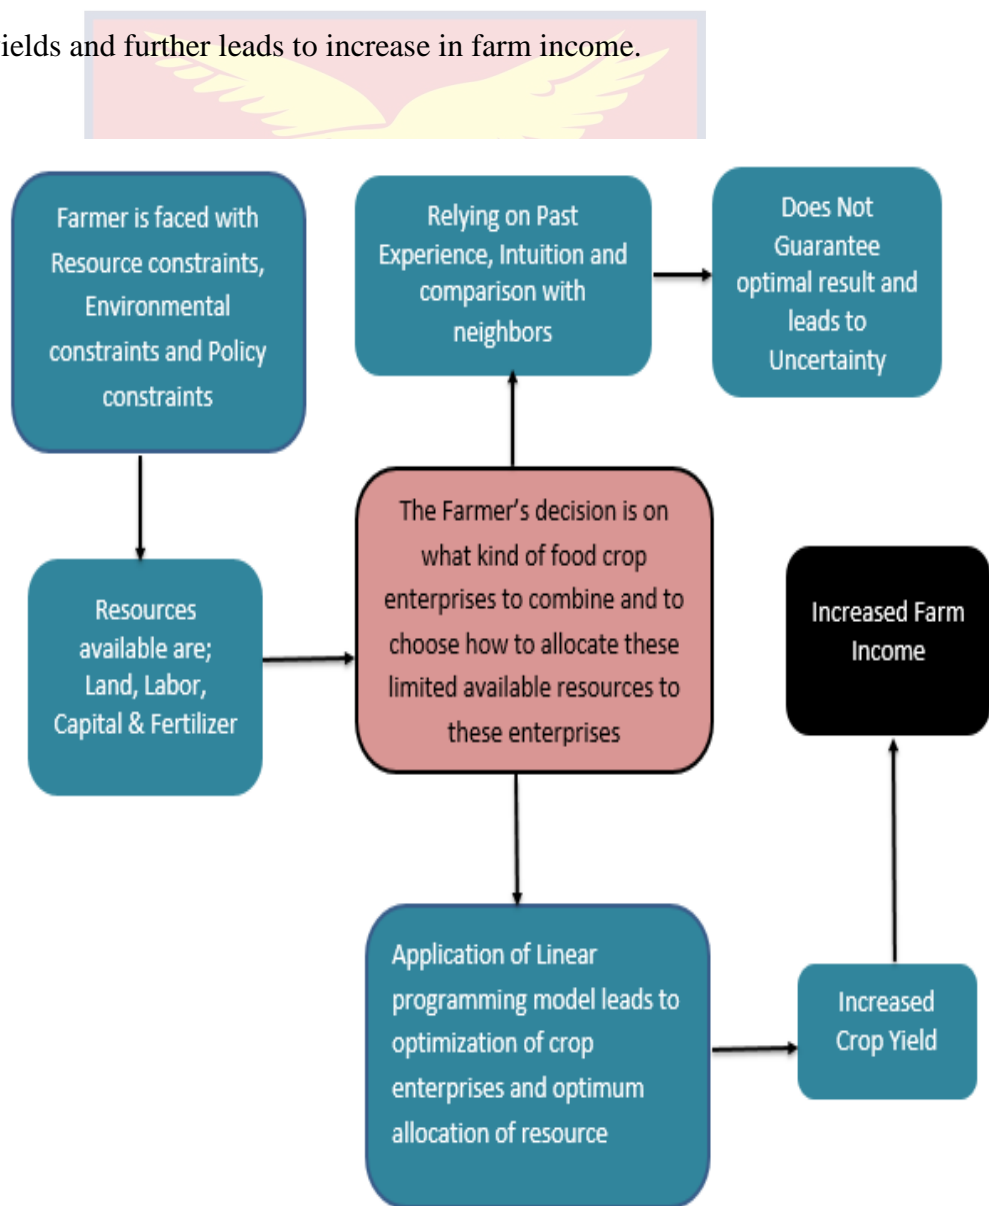 ields and further leads to increase in farm income.
Farmer is faced with
Resource constraints,
Environmental
constraints and Policy
constraints
Relying on Past
Experience, Intuition and
comparison with
neighbors
Does Not
Guarantee
optimal result and
leads to
Uncertainty
Resources
available are;
Land, Labor,
Capital & Fertilizer
The Farmer’s decision is on
what kind of food crop
enterprises to combine and to
choose how to allocate these
limited available resources to
these enterprises
Increased Farm
Income
Application of Linear
programming model leads to
optimization of crop
enterprises and optimum
allocation of resource
Increased
Crop Yield